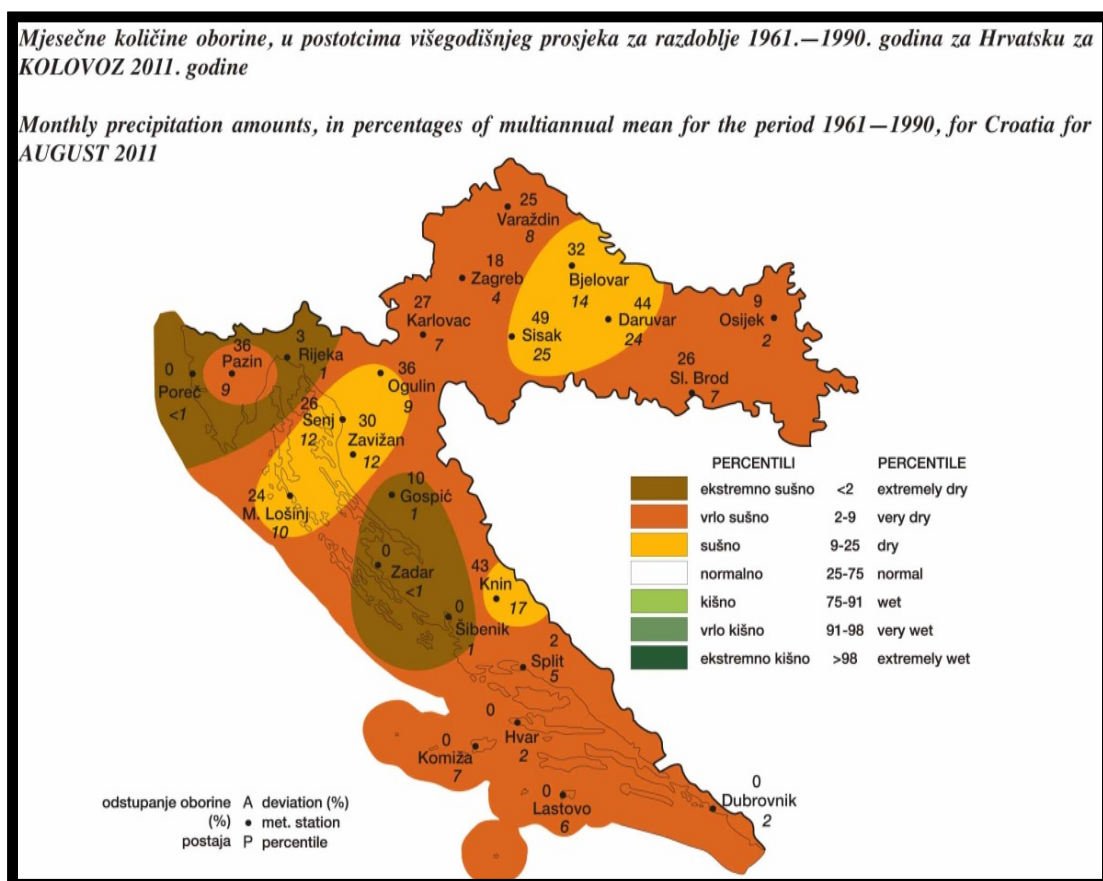 Mjesečne količine oborine, u postotcima višegodišnjeg prosjeka za razdoblje 1961.—1990. godina za Hrvatsku za
KOLOVOZ 2011. godine
Monthly precipitation amounts, in percentages of multiannual mean for the period 1961—1990, for Croatia for
AUGUST 2011
25
Varaždin
8
18
Zagreb
4
32
Bjelovar
14
27
Karlovac
7
49
Sisak
25
44
Daruvar
24
9
Osijek
2
26
Sl. Brod
7
0
Poreč
<1
36
Pazin
9
3
Rijeka
1
36
Ogulin
9
26
Senj
12
30
Zavižan
12
24
M. Lošinj
10
10
Gospić
1
0
Zadar
<1
43
Knin
17
0
Šibenik
1
2
Split
5
0
Hvar
2
0
Komiža
7
0
Lastovo
6
0
Dubrovnik
2
PERCENTILI PERCENTILE
ekstremno sušno <2 extremely dry
vrlo sušno 2-9 very dry
sušno 9-25 dry
normalno 25-75 normal
kišno 75-91 wet
vrlo kišno 91-98 very wet
ekstremno kišno >98 extremely wet
odstupanje oborine A deviation (%)
(%) • met. station
postaja P percentile